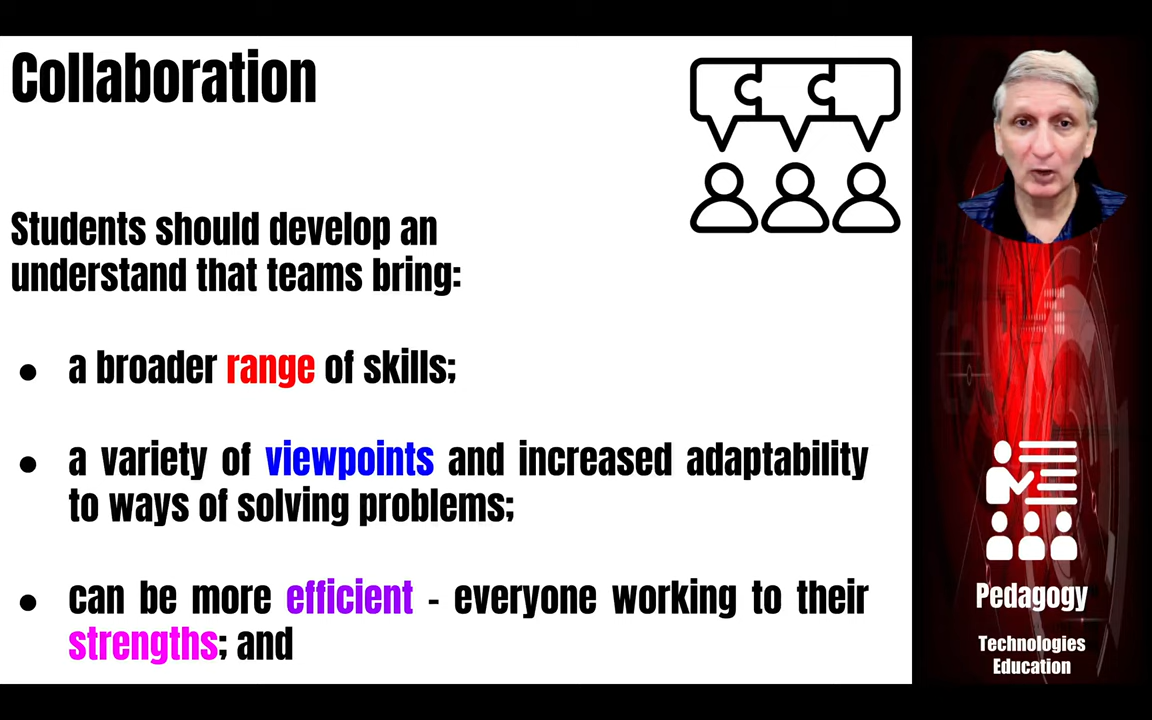 Collaboration
Students should develop an
understand that teams bring:
● a broader range of skills;
● a variety of viewpoints and increased adaptability
to ways of solving problems;
● can be more efficient - everyone working to their
strengths; and
Pedagogy
Technologies
Education